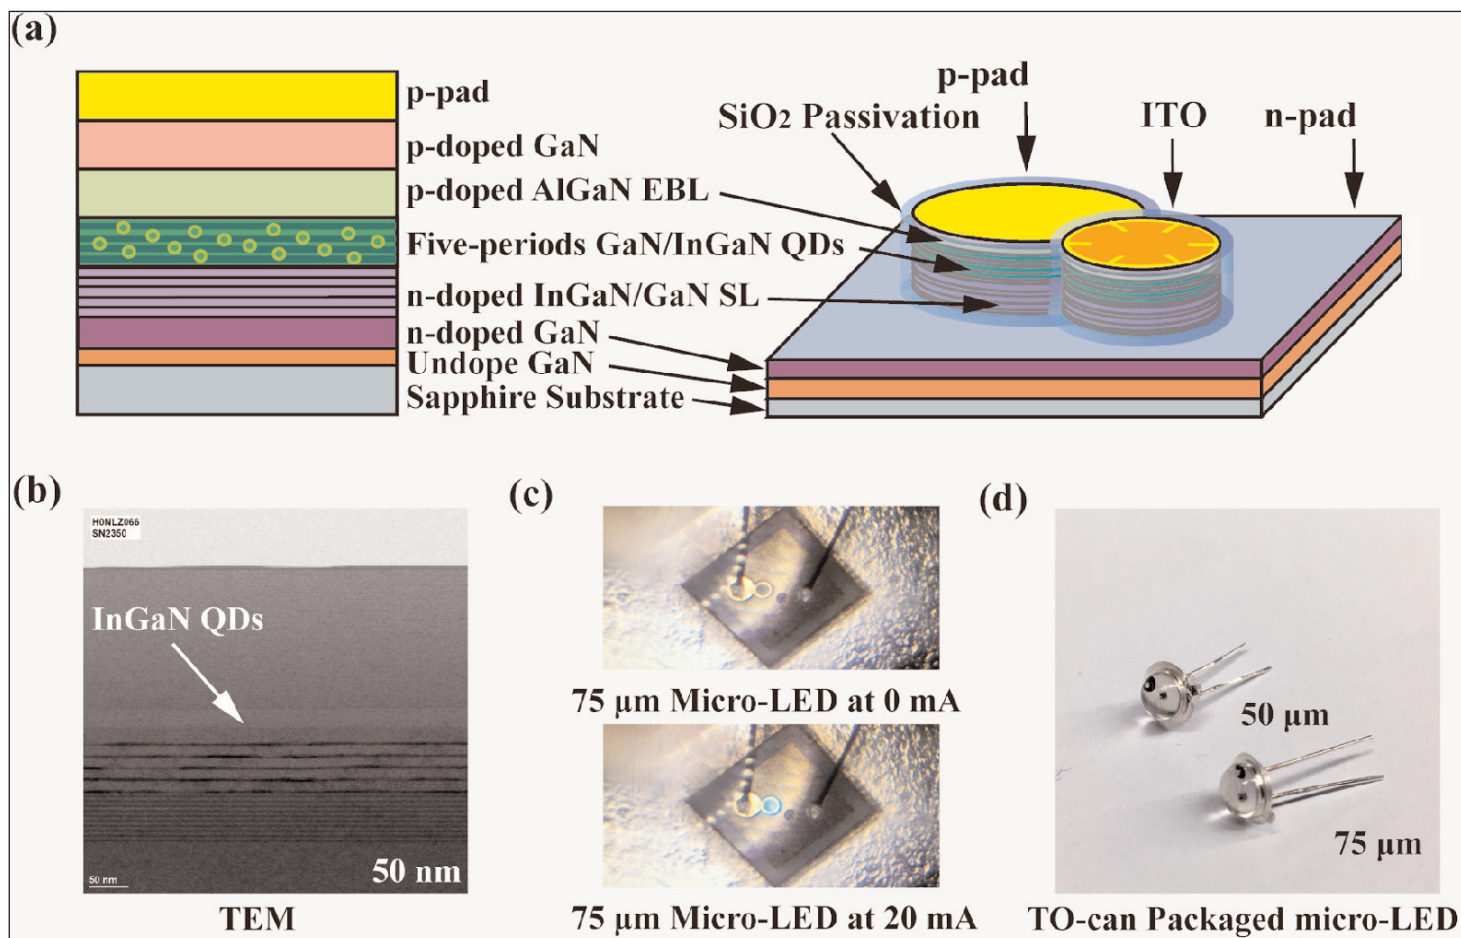 (a)
p-pad
p-doped GaN
p-doped AlGaN EBL
Five-periods GaN/InGaN QDs
n-doped InGaN/GaN SL
n-doped GaN
Undope GaN
Sapphire Substrate
p-pad
SiO2 Passivation
ITO
n-pad
(b)
HONLZ066
SN2350
InGaN QDs
50 nm
50 nm
TEM
(c)
75 μm Micro-LED at 0 mA
75 μm Micro-LED at 20 mA
(d)
50 μm
75 μm
TO-can Packaged micro-LED